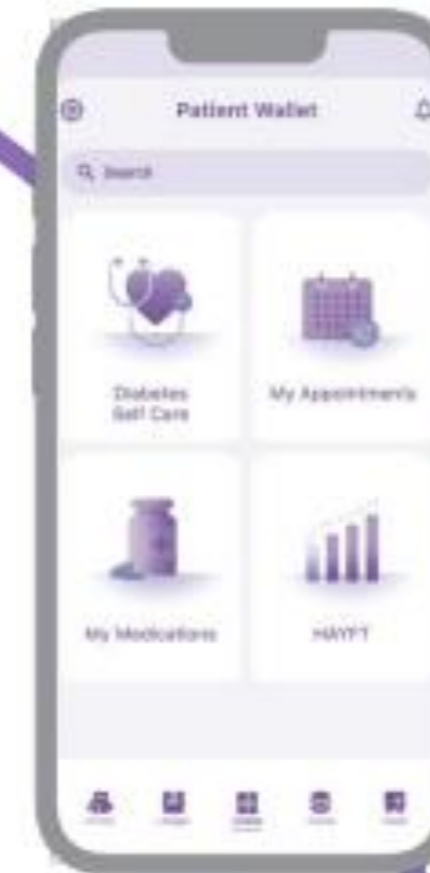 Patient Wallet
Search
Diabetes
Self Care
My Appointments
My Medications
HAYFT